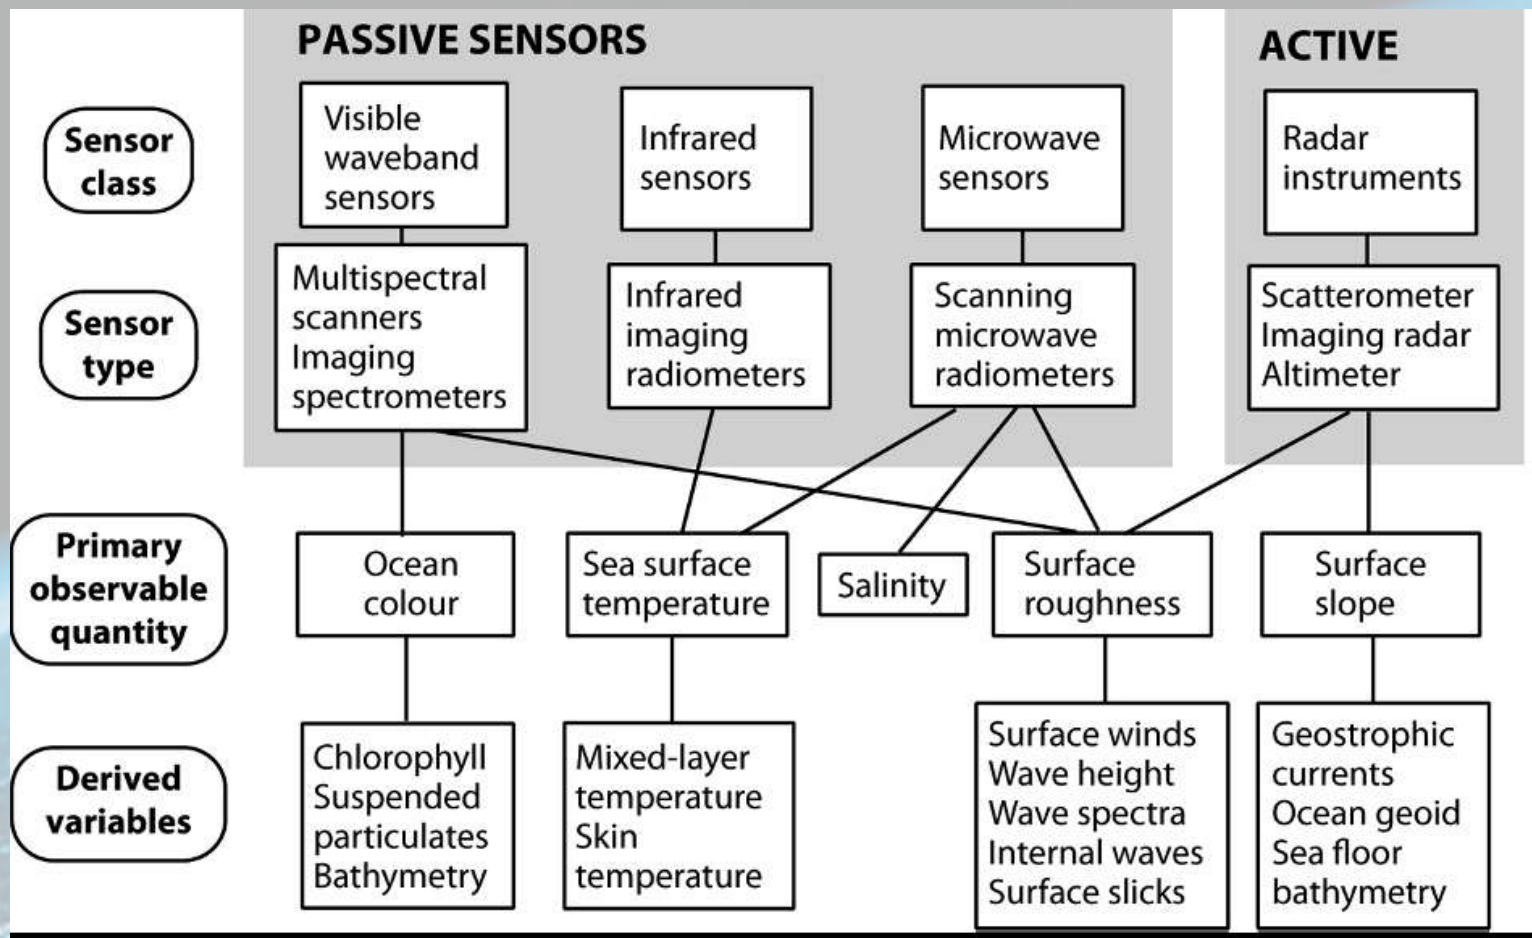 PASSIVE SENSORS
ACTIVE
Sensor
class
Visible
waveband
sensors
Infrared
sensors
Microwave
sensors
Radar
instruments
Sensor
type
Multispectral
scanners
Imaging
spectrometers
Infrared
imaging
radiometers
Scanning
microwave
radiometers
Scatterometer
Imaging radar
Altimeter
Primary
observable
quantity
Ocean
colour
Sea surface
temperature
Salinity
Surface
roughness
Surface
slope
Derived
variables
Chlorophyll
Suspended
particulates
Bathymetry
Mixed-layer
temperature
Skin
temperature
Surface winds
Wave height
Wave spectra
Internal waves
Surface slicks
Geostrophic
currents
Ocean geoid
Sea floor
bathymetry